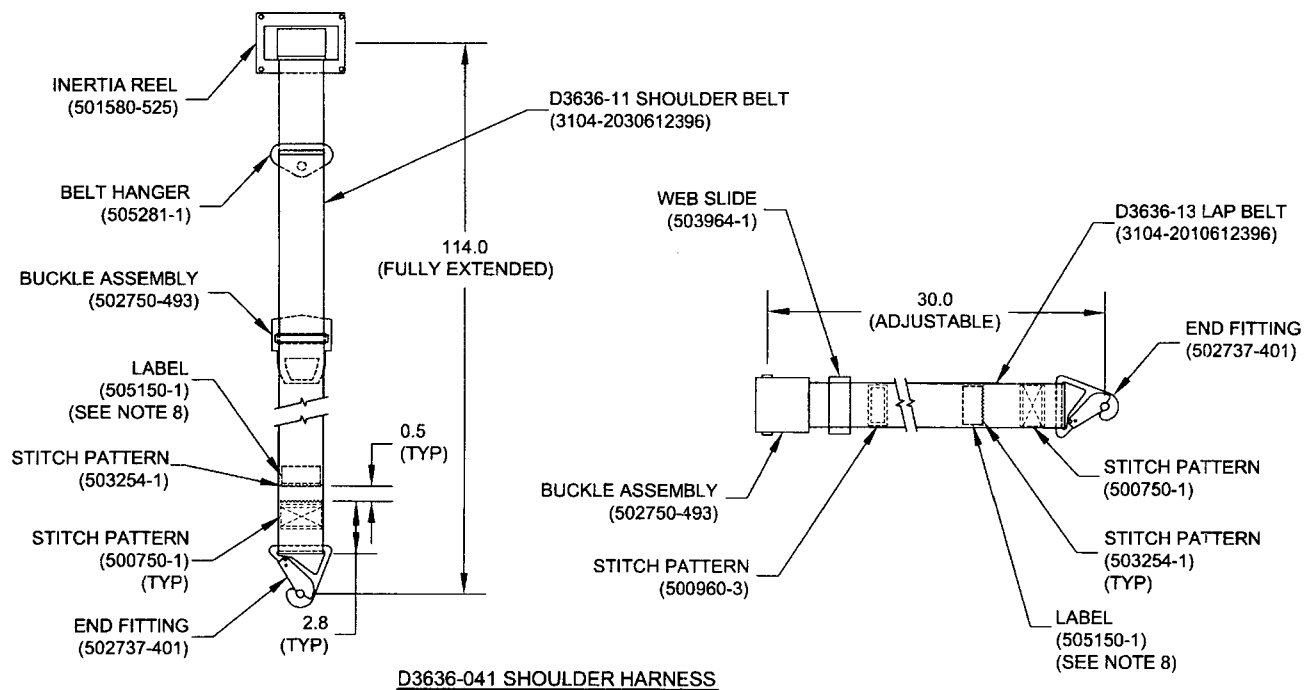 INERTIA REEL
(501580-525)
D3636-11 SHOULDER BELT
(3104-2030612396)
BELT HANGER
(505281-1)
114.0
(FULLY EXTENDED)
BUCKLE ASSEMBLY
(502750-493)
LABEL
(505150-1)
(SEE NOTE 8)
0.5
(TYP)
STITCH PATTERN
(503254-1)
STITCH PATTERN
(500750-1)
(TYP)
END FITTING
(502737-401)
2.8
(TYP)
WEB SLIDE
(503964-1)
D3636-13 LAP BELT
(3104-2010612396)
30.0
(ADJUSTABLE)
END FITTING
(502737-401)
BUCKLE ASSEMBLY
(502750-493)
STITCH PATTERN
(500960-3)
STITCH PATTERN
(500750-1)
STITCH PATTERN
(503254-1)
(TYP)
LABEL
(505150-1)
(SEE NOTE 8)
D3636-041 SHOULDER HARNESS